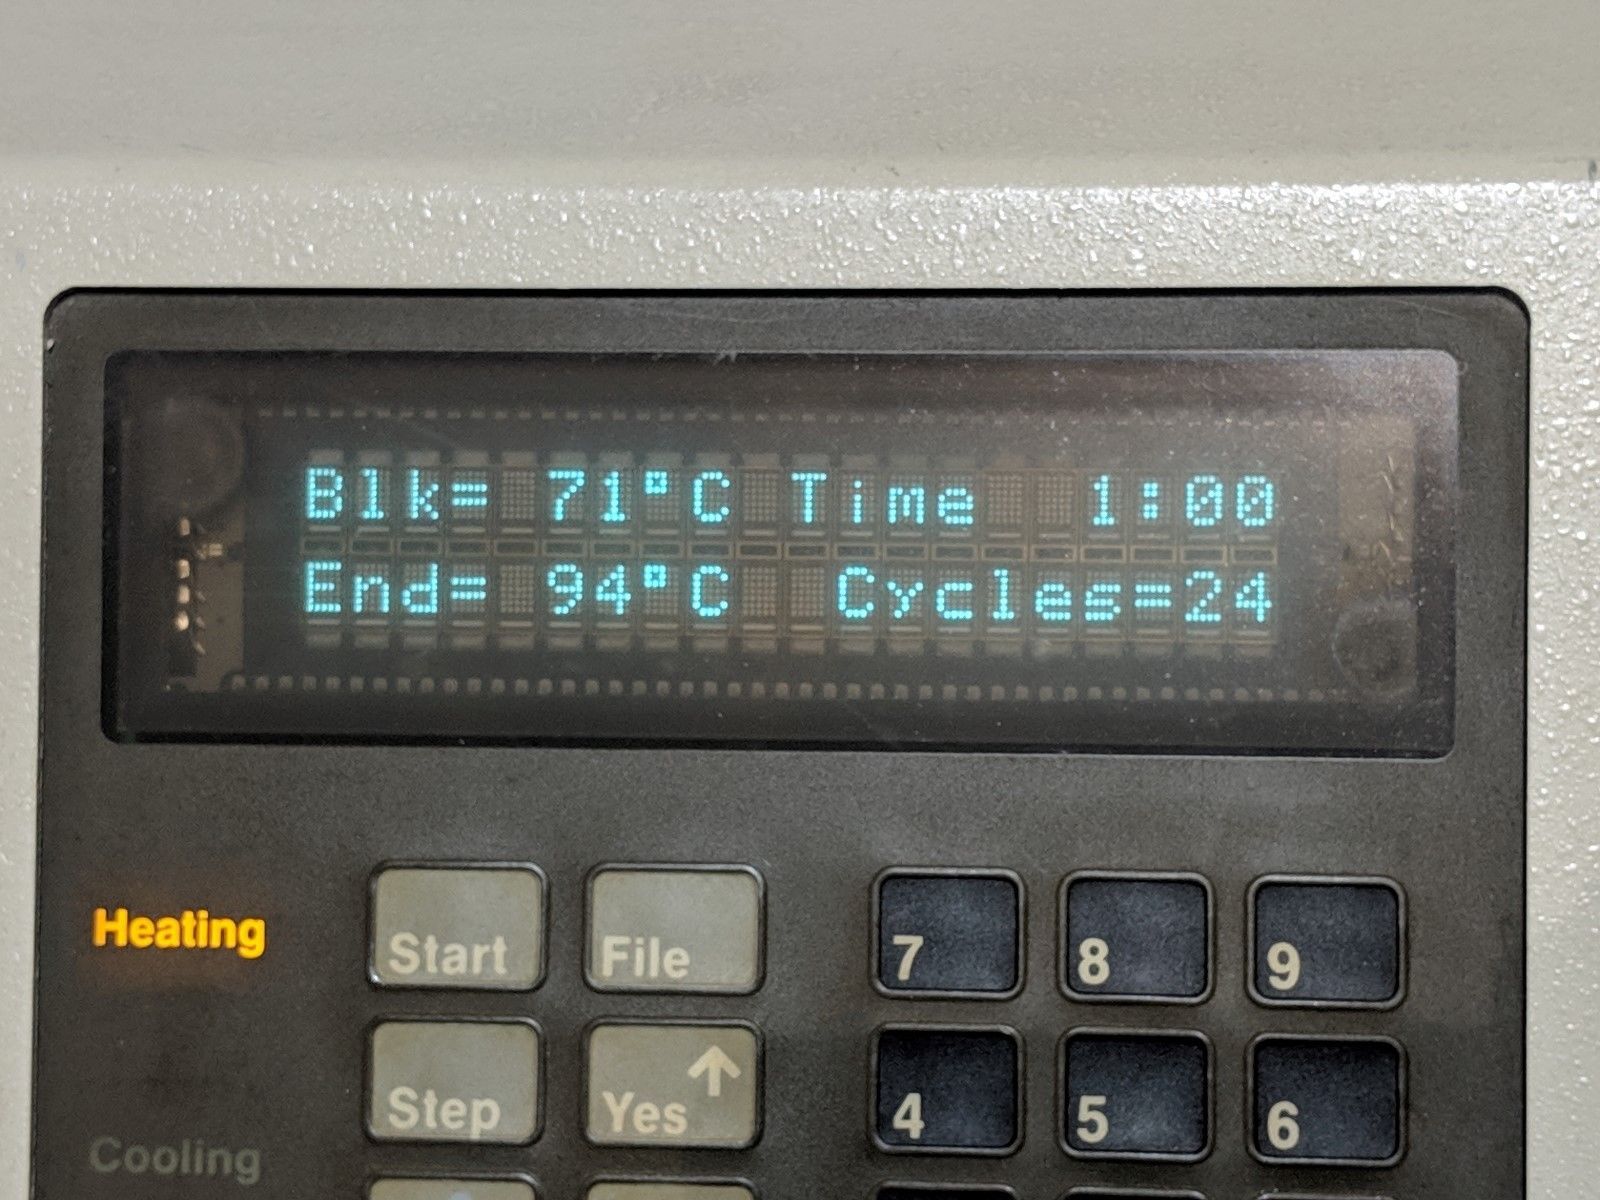 Blk= 71°C Time 1:00
End= 94°C Cycles=24
Heating
Start
File
7
8
9
Step
Yes ↑
4
5
6
Cooling